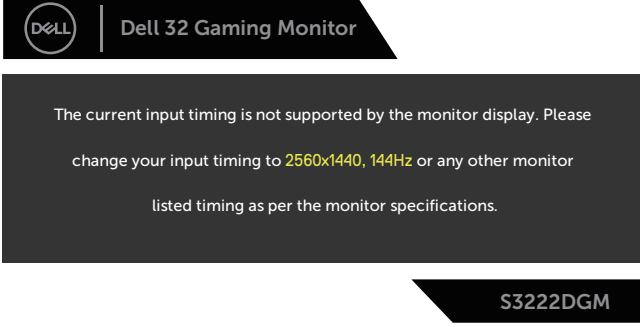 DELL
Dell 32 Gaming Monitor
The current input timing is not supported by the monitor display. Please
change your input timing to 2560x1440, 144Hz or any other monitor
listed timing as per the monitor specifications.
S3222DGM